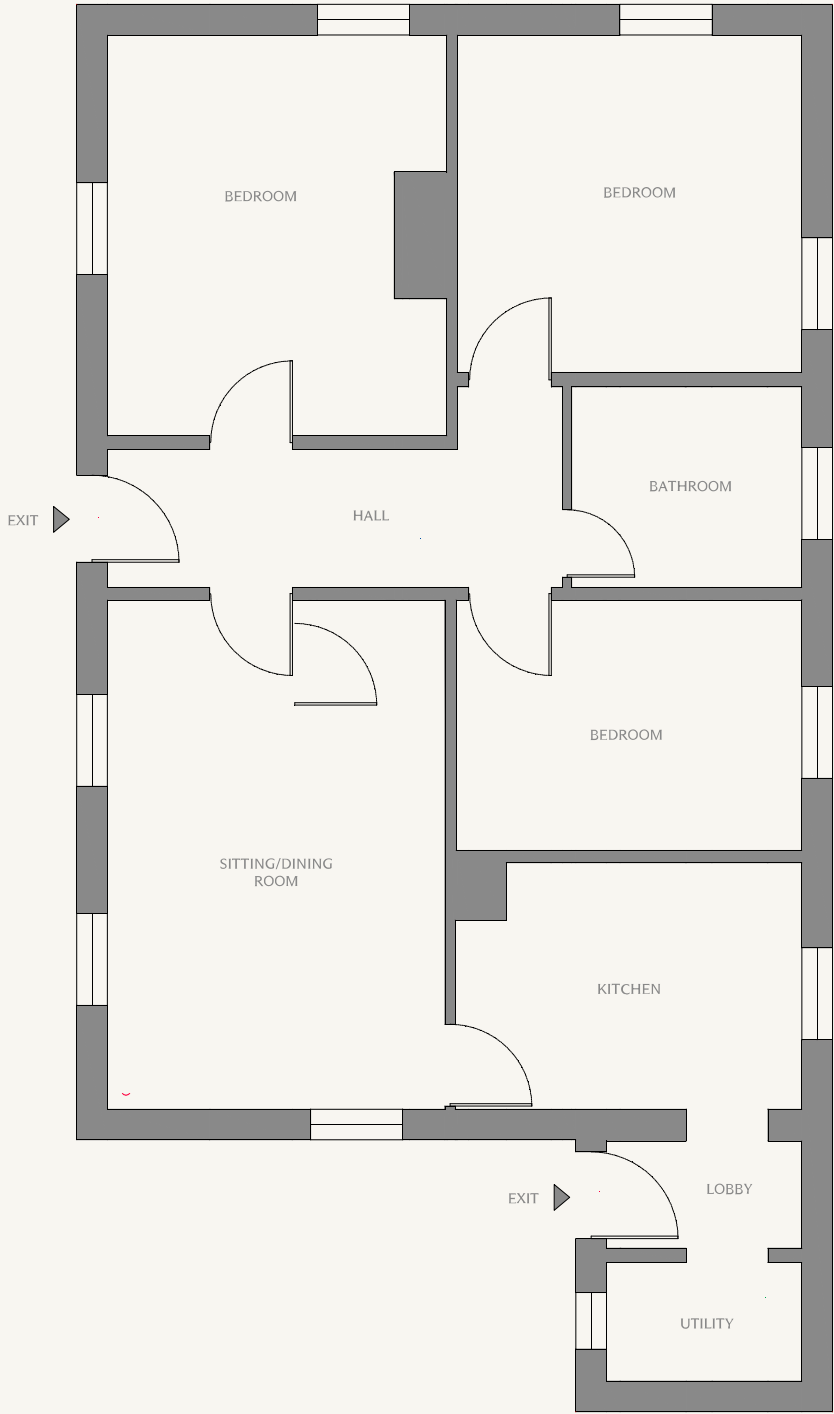 BEDROOM
BEDROOM
BATHROOM
EXIT
HALL
BEDROOM
SITTING/DINING
ROOM
KITCHEN
LOBBY
EXIT
UTILITY